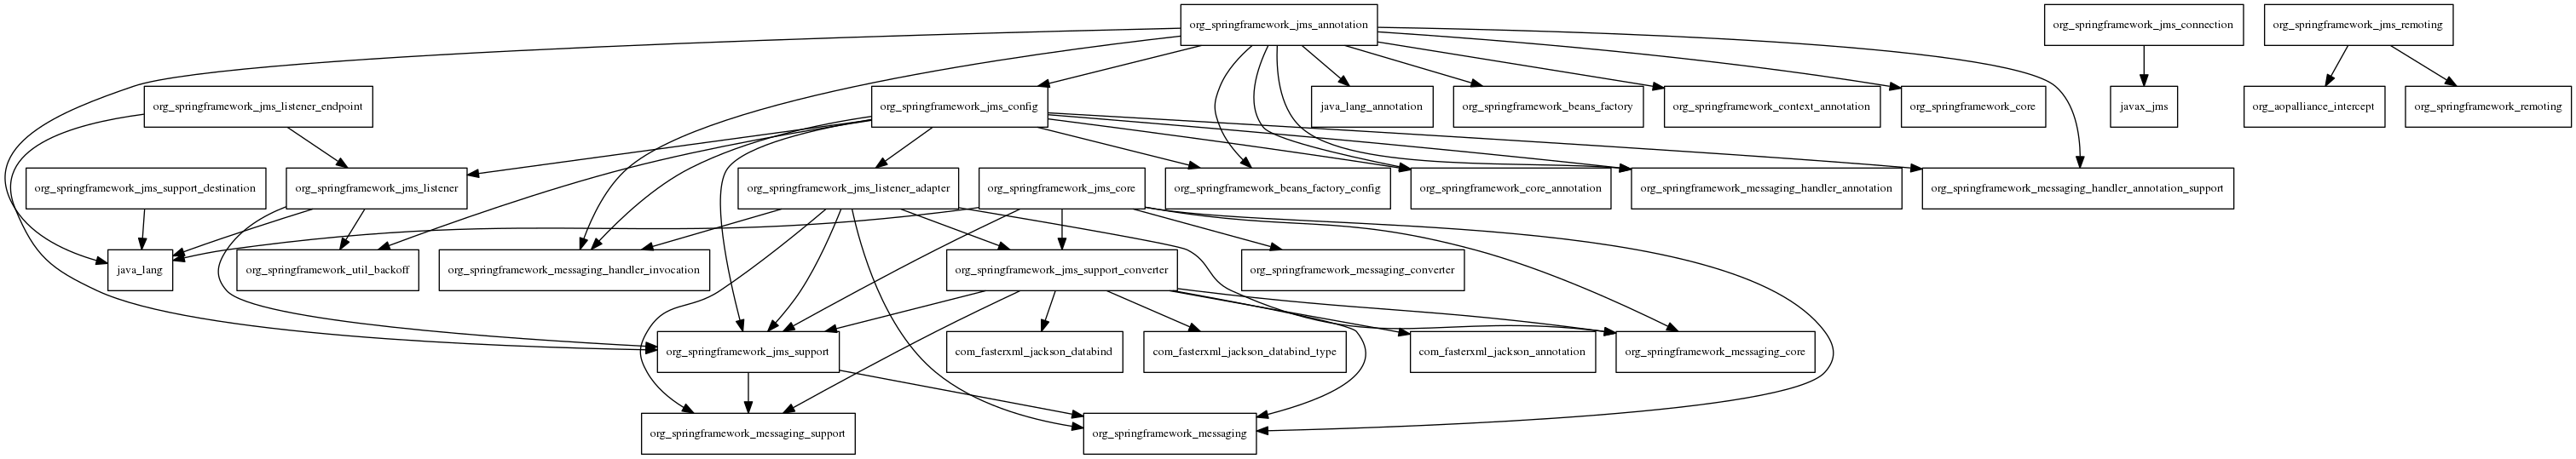 org_springframework_jms_annotation
org_springframework_jms_connection
org_springframework_jms_remoting
org_springframework_jms_listener_endpoint
org_springframework_jms_config
java_lang_annotation
org_springframework_beans_factory
org_springframework_context_annotation
org_springframework_core
javax_jms
org_aopalliance_intercept
org_springframework_remoting
org_springframework_jms_support_destination
org_springframework_jms_listener
org_springframework_jms_listener_adapter
org_springframework_jms_core
org_springframework_beans_factory_config
org_springframework_core_annotation
org_springframework_messaging_handler_annotation
org_springframework_messaging_handler_annotation_support
java_lang
org_springframework_util_backoff
org_springframework_messaging_handler_invocation
org_springframework_jms_support_converter
org_springframework_messaging_converter
org_springframework_jms_support
com_fasterxml_jackson_databind
com_fasterxml_jackson_databind_type
com_fasterxml_jackson_annotation
org_springframework_messaging_core
org_springframework_messaging_support
org_springframework_messaging